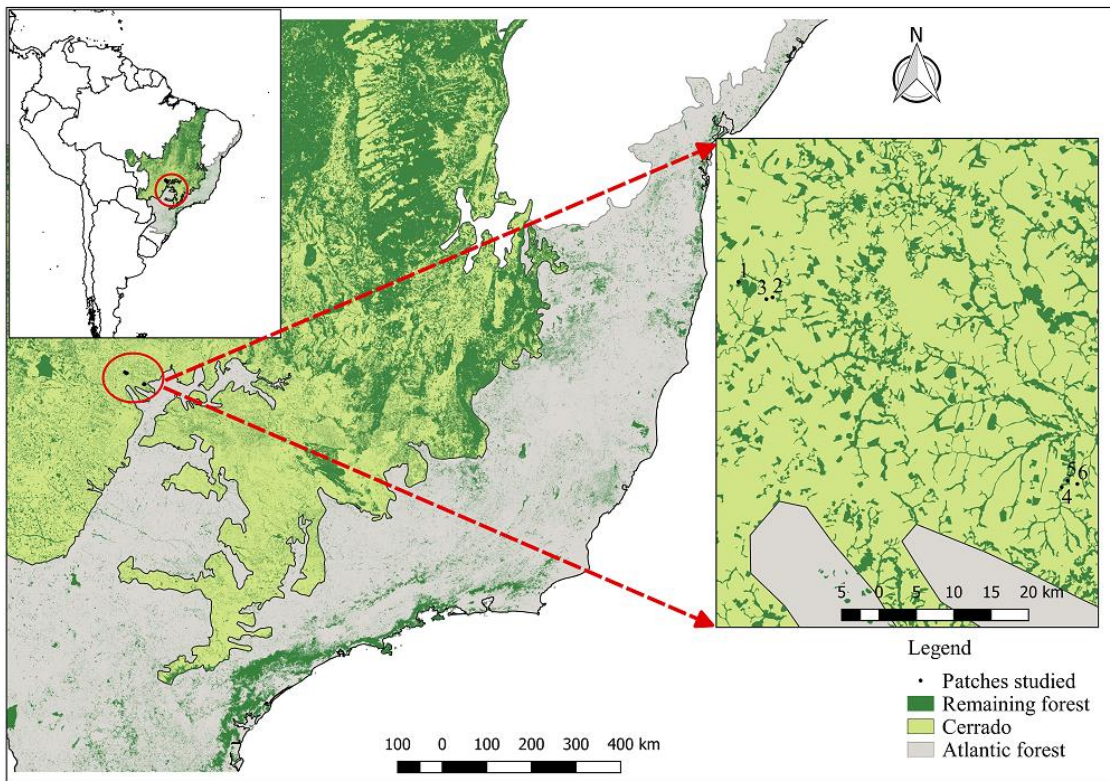 N
1
3 2
5 6
4
5 0 5 10 15 20 km
Legend
Patches studied
Remaining forest
Cerrado
Atlantic forest
100 0 100 200 300 400 km